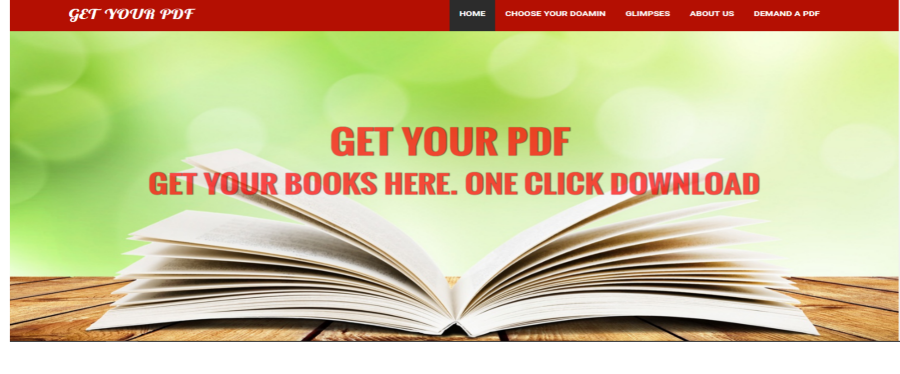 GET YOUR PDF
HOME CHOOSE YOUR DOAMIN GLIMPSES ABOUT US DEMAND A PDF
GET YOUR PDF
GET YOUR BOOKS HERE. ONE CLICK DOWNLOAD